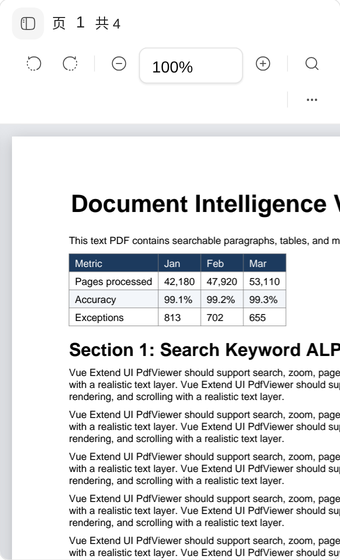 页 1 共 4
100%
Document Intelligence
This text PDF contains searchable paragraphs, tables, and
Metric Jan Feb Mar
Pages processed 42,180 47,920 53,110
Accuracy 99.1% 99.2% 99.3%
Exceptions 813 702 655
Section 1: Search Keyword ALP
Vue Extend UI PdfViewer should support search, zoom, page
with a realistic text layer. Vue Extend UI PdfViewer should su
rendering, and scrolling with a realistic text layer.
Vue Extend UI PdfViewer should support search, zoom, page
with a realistic text layer. Vue Extend UI PdfViewer should su
rendering, and scrolling with a realistic text layer.
Vue Extend UI PdfViewer should support search, zoom, page
with a realistic text layer. Vue Extend UI PdfViewer should su
rendering, and scrolling with a realistic text layer.
Vue Extend UI PdfViewer should support search, zoom, page
with a realistic text layer. Vue Extend UI PdfViewer should su
rendering, and scrolling with a realistic text layer.
Vue Extend UI PdfViewer should support search, zoom, page
with a realistic text layer. Vue Extend UI PdfViewer should su